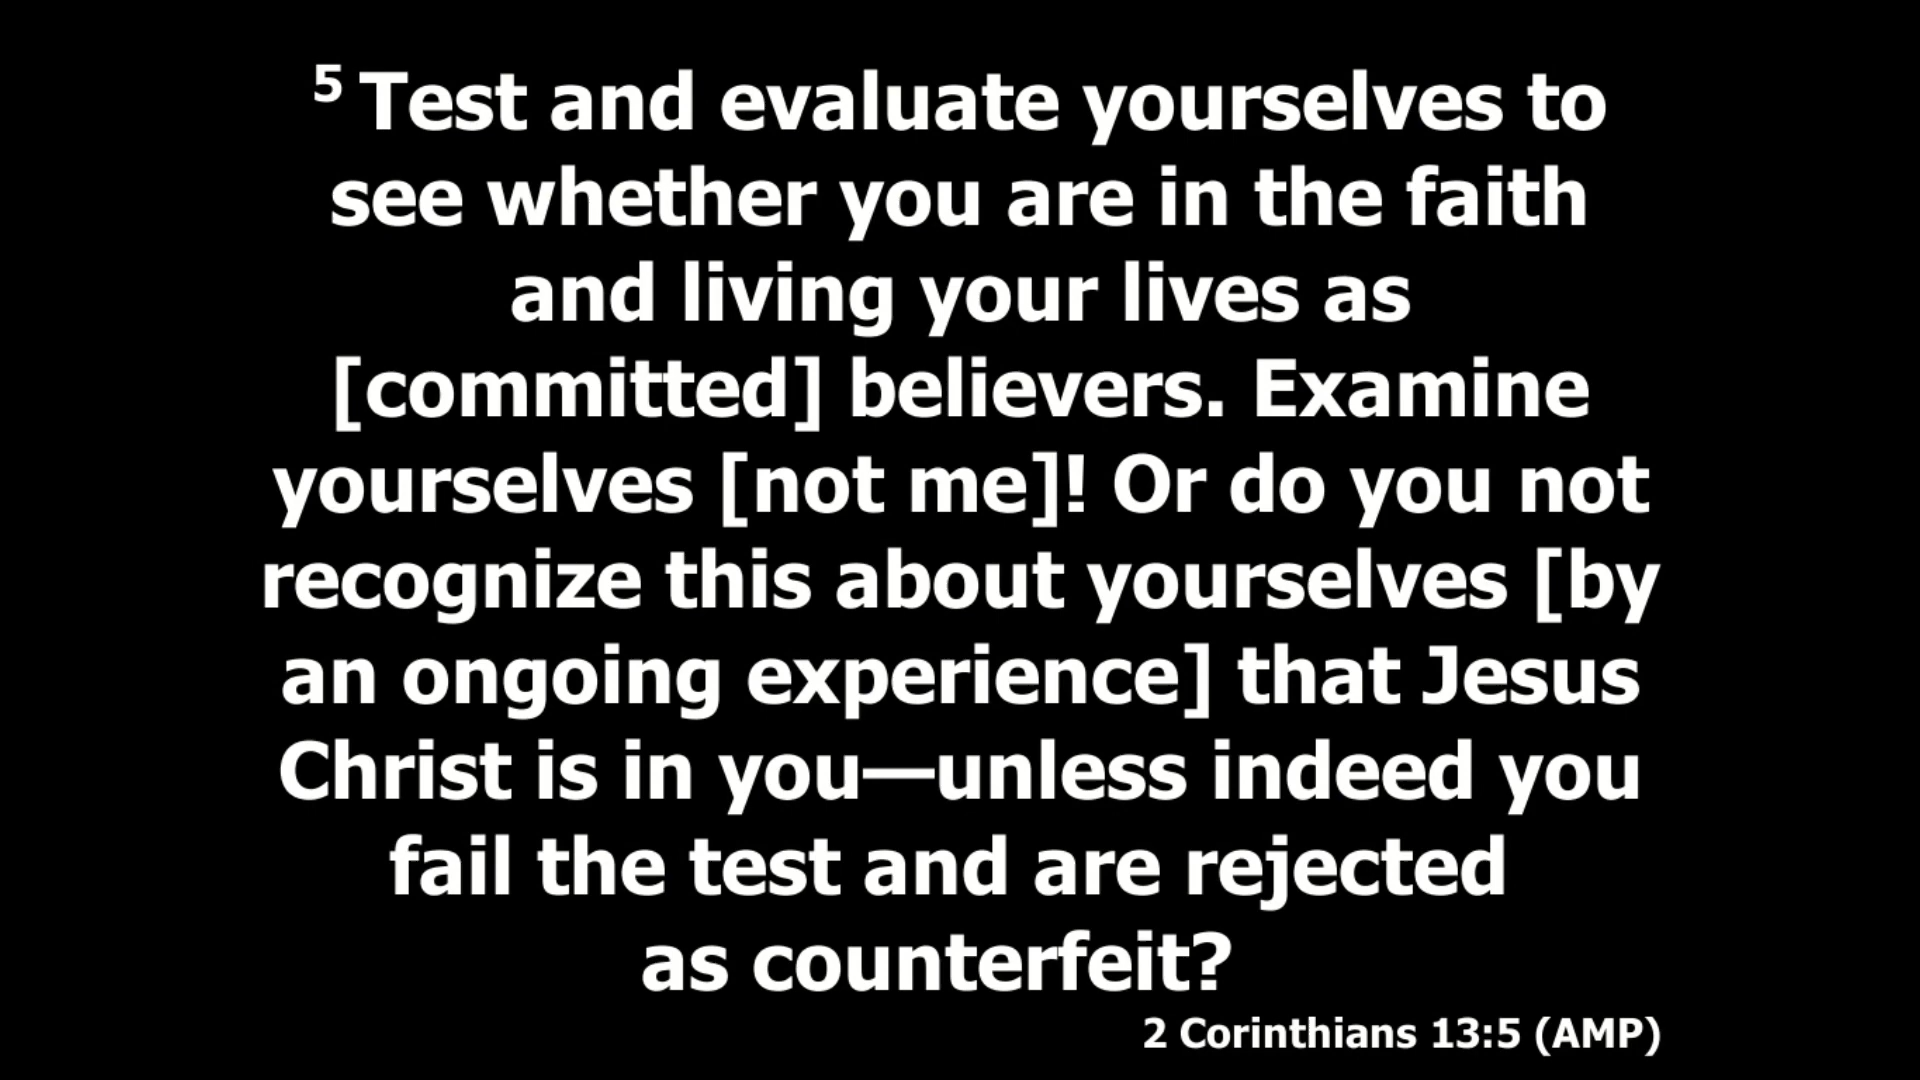 5 Test and evaluate yourselves to
see whether you are in the faith
and living your lives as
[committed] believers. Examine
yourselves [not me]! Or do you not
recognize this about yourselves [by
an ongoing experience] that Jesus
Christ is in you—unless indeed you
fail the test and are rejected
as counterfeit?
2 Corinthians 13:5 (AMP)